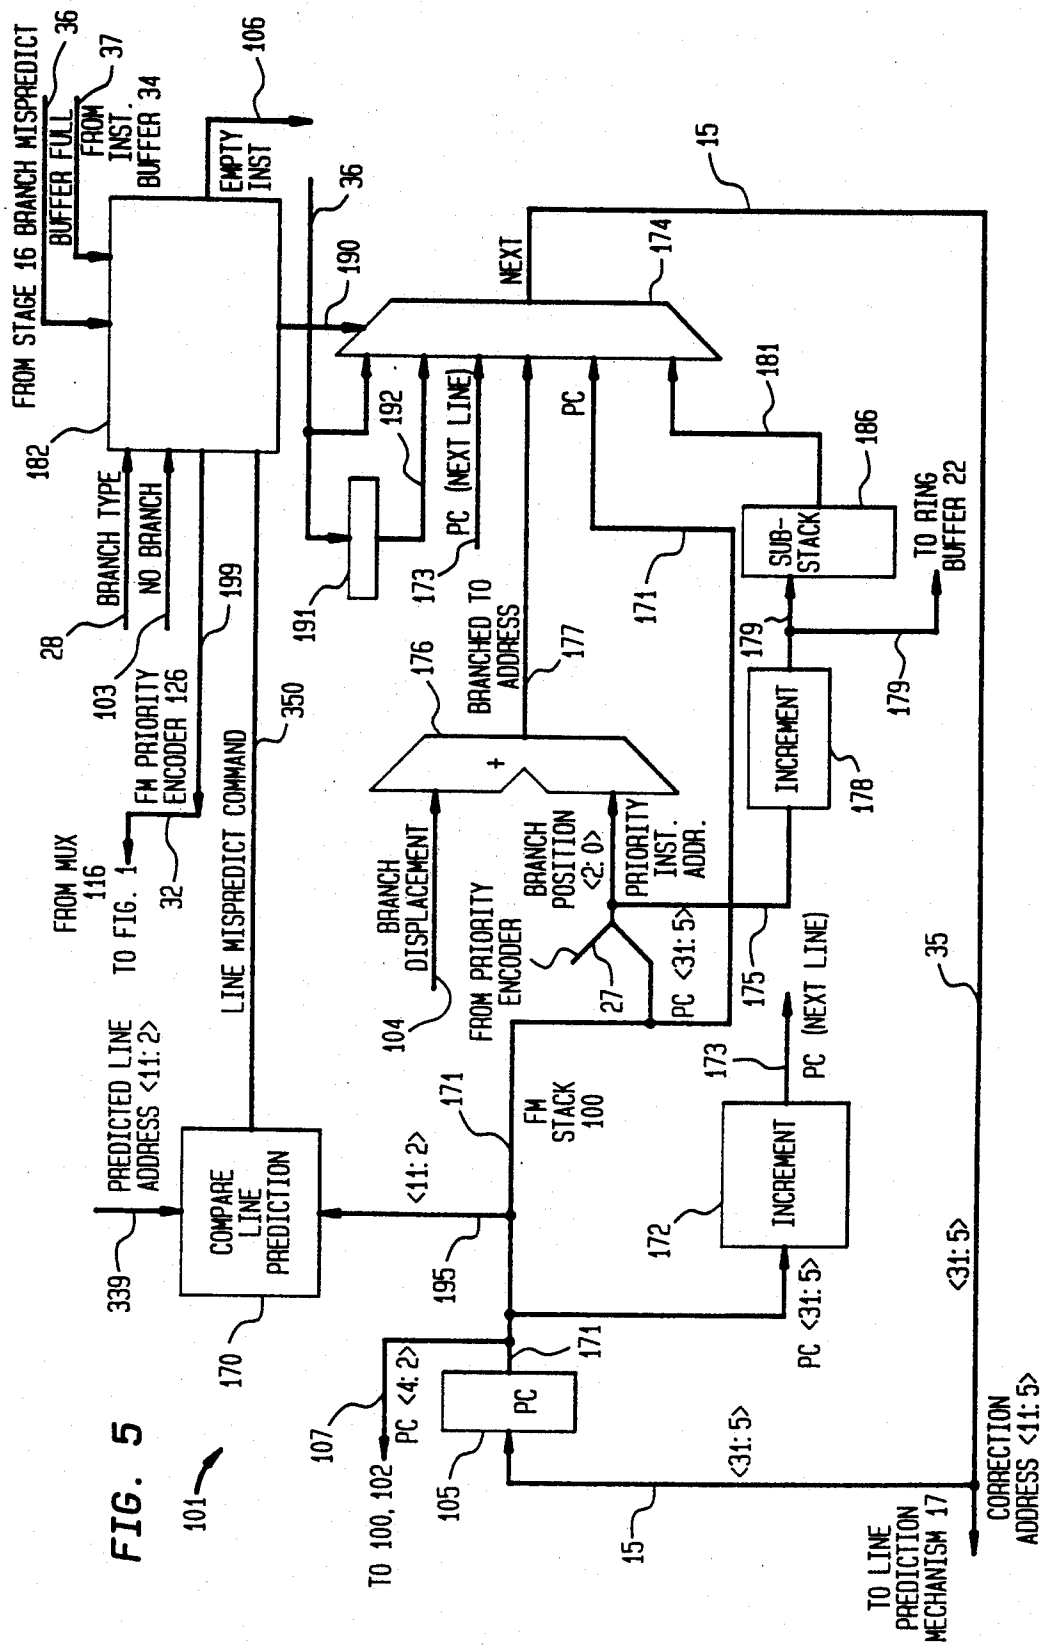 FIG. 5
101
FROM STAGE 16 BRANCH MISPREDICT
36
BUFFER FULL
37
FROM
INST.
BUFFER 34
106
EMPTY
INST
182
28
BRANCH TYPE
103
NO BRANCH
FM PRIORITY
ENCODER 126
199
FROM MUX
116
TO FIG. 1
32
LINE MISPREDICT COMMAND
350
PREDICTED LINE
ADDRESS <11:2>
339
COMPARE
LINE
PREDICTION
170
<11:2>
195
36
190
191
192
173
PC (NEXT LINE)
NEXT
15
174
BRANCHED TO
ADDRESS
177
176
+
BRANCH
DISPLACEMENT
104
FROM PRIORITY
ENCODER
27
BRANCH
POSITION
<2:0>
PRIORITY
INST.
ADDR.
PC <31:5>
175
PC
171
181
SUB-
STACK
186
TO RING
BUFFER 22
179
179
INCREMENT
178
171
FM
STACK
100
173
PC (NEXT LINE)
INCREMENT
172
PC <31:5>
107
PC <4:2>
TO 100, 102
171
PC
105
<31:5>
15
35
<31:5>
TO LINE
PREDICTION
MECHANISM 17
CORRECTION
ADDRESS <11:5>